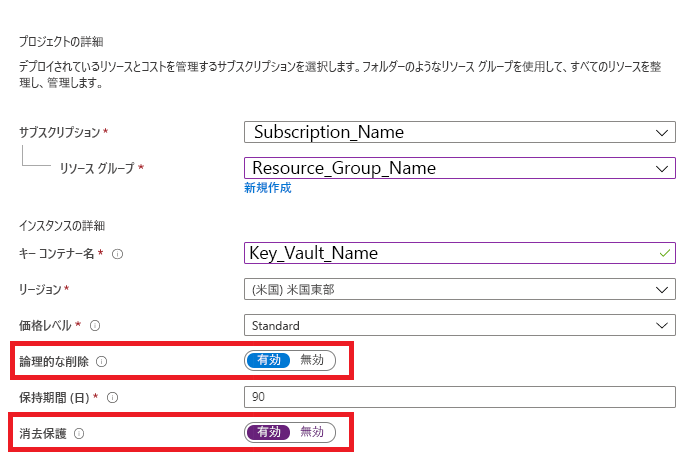 プロジェクトの詳細
デプロイされているリソースとコストを管理するサブスクリプションを選択します。フォルダーのようなリソース グループを使用して、すべてのリソースを整
理し、管理します。
サブスクリプション * Subscription_Name
リソース グループ * Resource_Group_Name
新規作成
インスタンスの詳細
キー コンテナー名 * Key_Vault_Name
リージョン * (米国) 米国東部
価格レベル * Standard
論理的な削除 有効 無効
保持期間 (日) * 90
消去保護 有効 無効